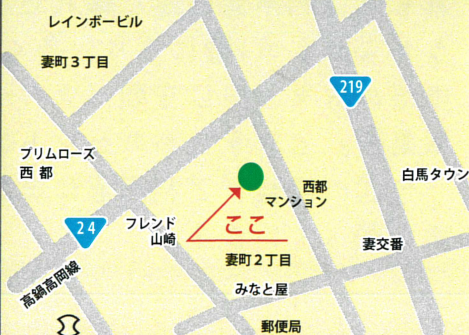 レインボービル
妻町３丁目
219
プリムローズ
西 都
白馬タウン
西都
マンション
フレンド
山崎
ここ
24
妻交番
妻町２丁目
高鍋高岡線
みなと屋
郵便局